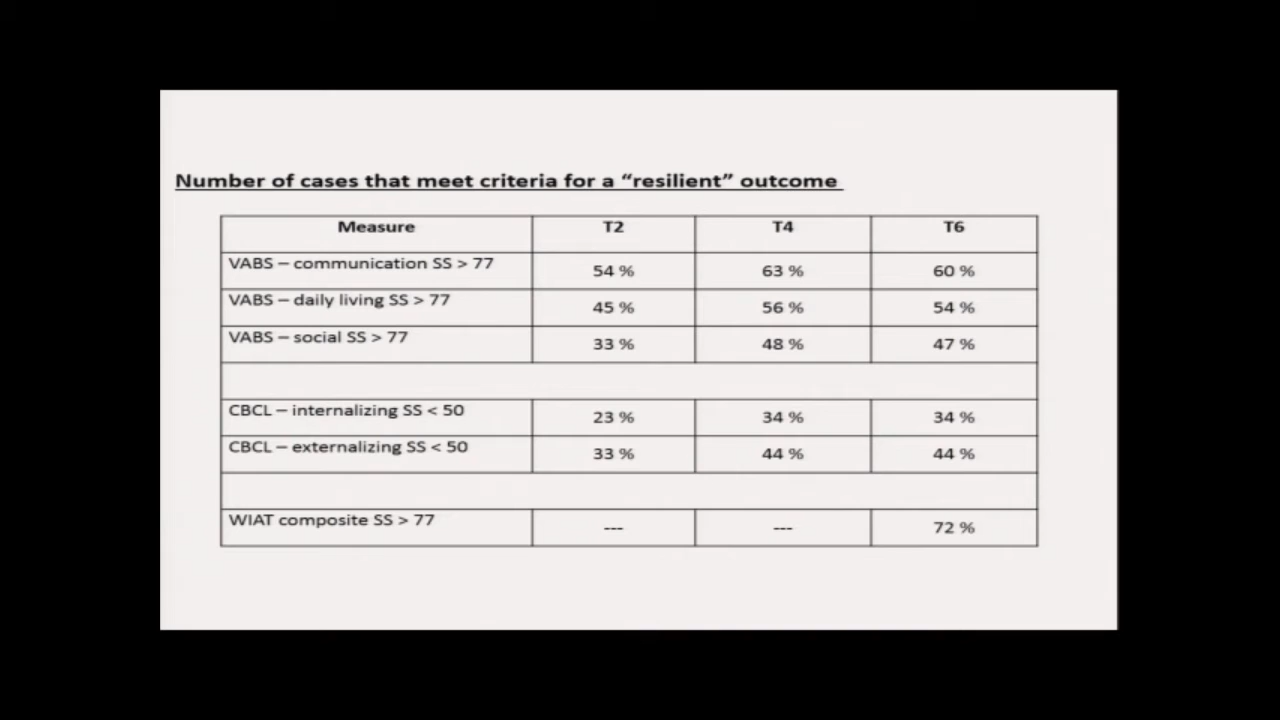 Number of cases that meet criteria for a “resilient” outcome
Measure T2 T4 T6
VABS – communication SS > 77 54 % 63 % 60 %
VABS – daily living SS > 77 45 % 56 % 54 %
VABS – social SS > 77 33 % 48 % 47 %
CBCL – internalizing SS < 50 23 % 34 % 34 %
CBCL – externalizing SS < 50 33 % 44 % 44 %
WIAT composite SS > 77 --- --- 72 %